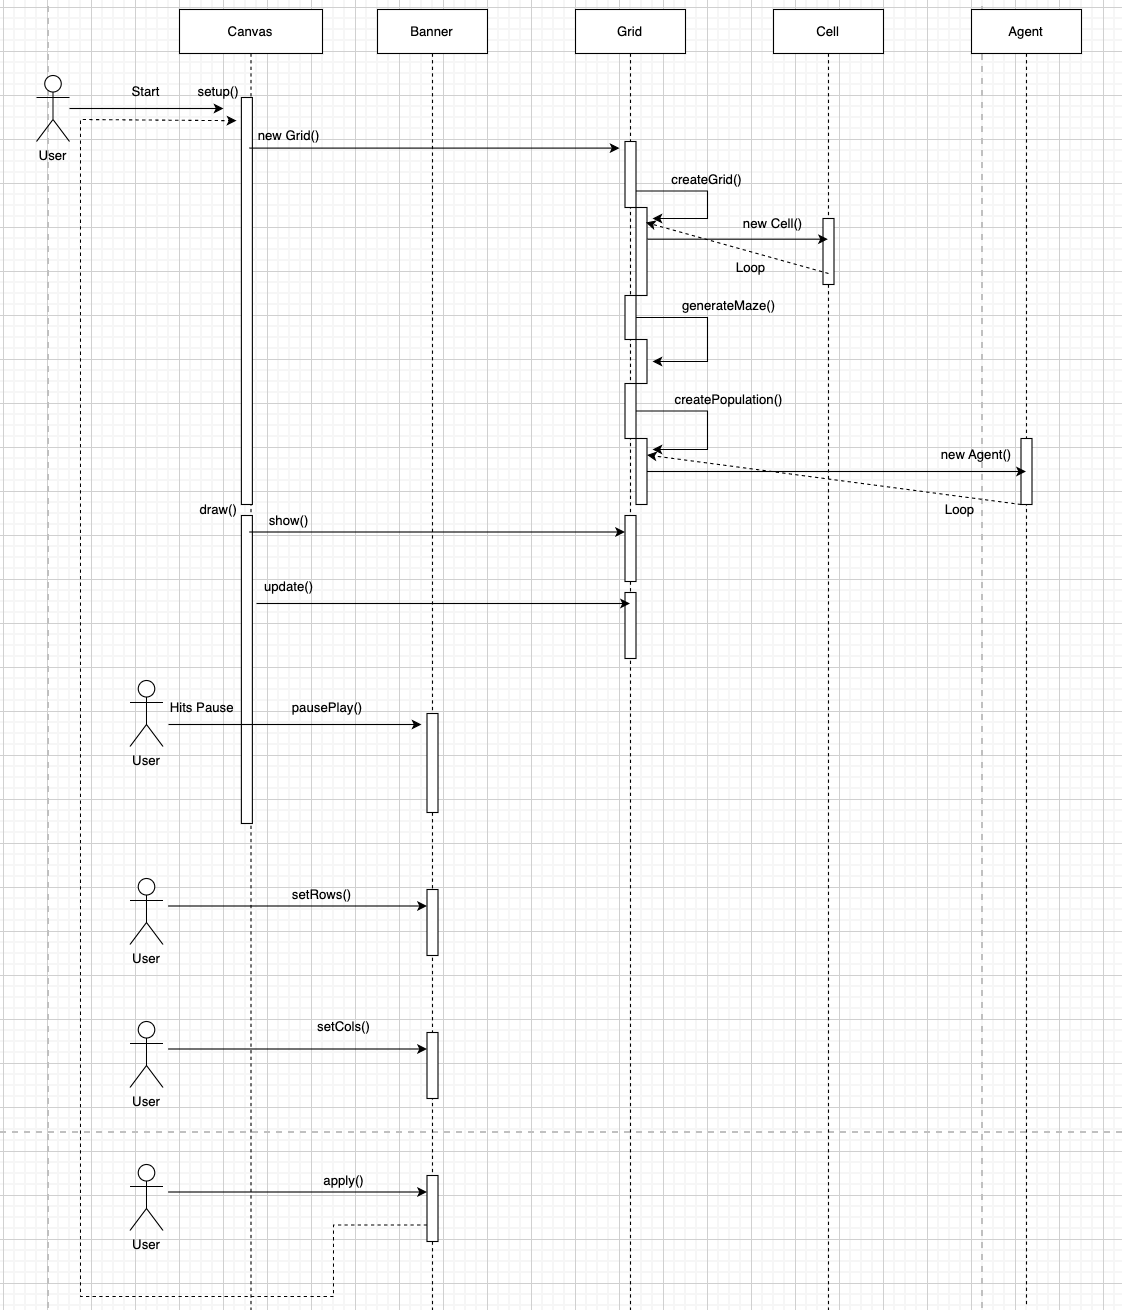 Canvas
Banner
Grid
Cell
Agent
Start
setup()
User
new Grid()
createGrid()
new Cell()
Loop
generateMaze()
createPopulation()
new Agent()
Loop
draw()
show()
update()
Hits Pause
pausePlay()
User
setRows()
User
setCols()
User
apply()
User